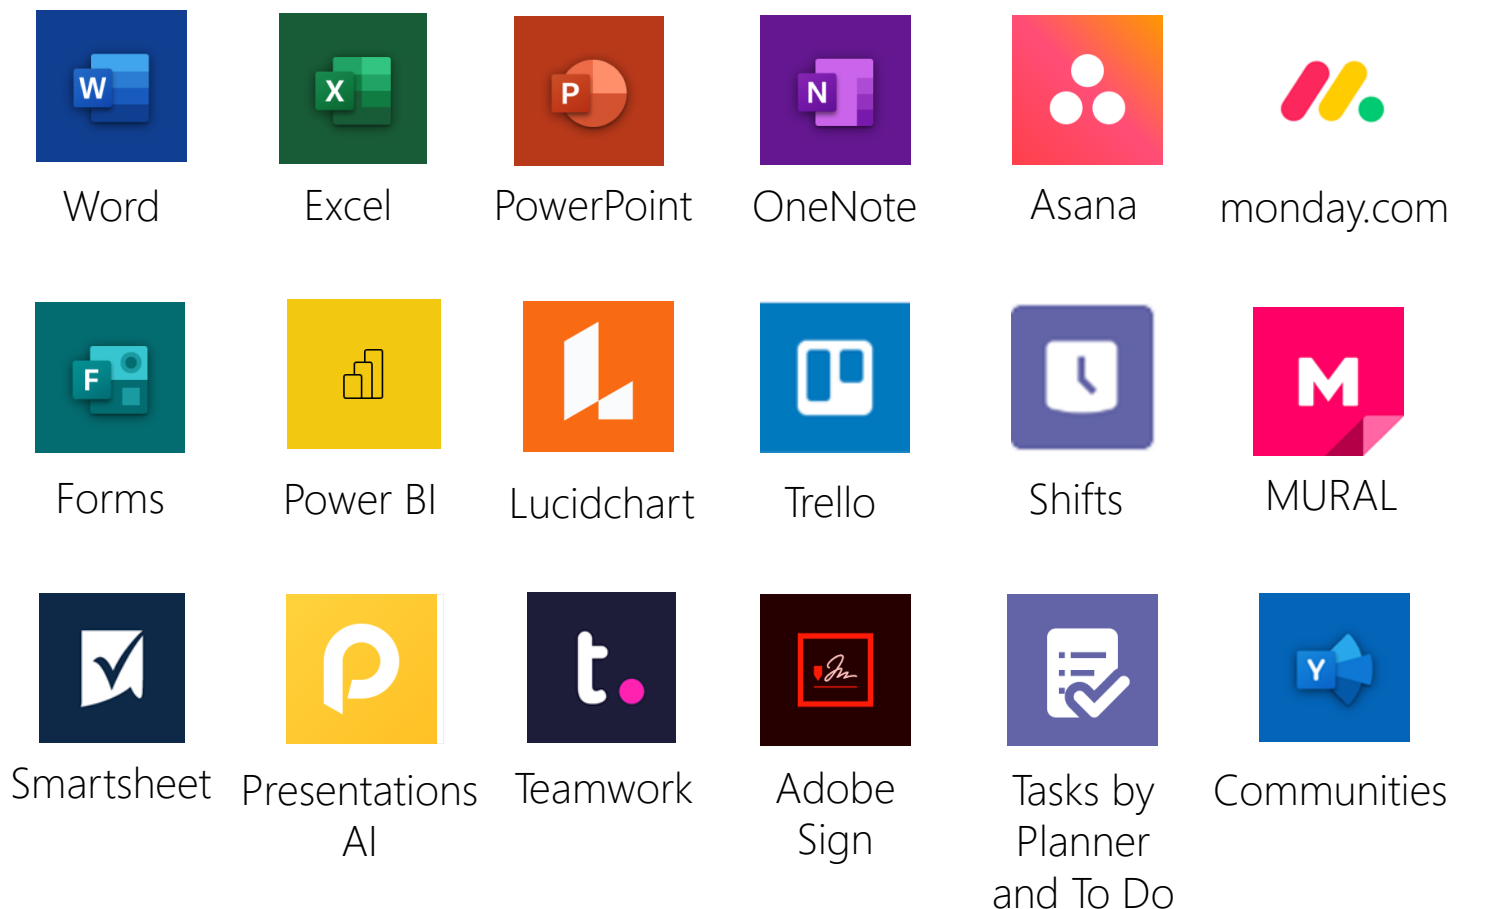 W
X
P
N
Word
Excel
PowerPoint
OneNote
Asana
monday.com
F
M
Forms
Power BI
Lucidchart
Trello
Shifts
MURAL
t.
Y
Smartsheet
Presentations
AI
Teamwork
Adobe
Sign
Tasks by
Planner
and To Do
Communities